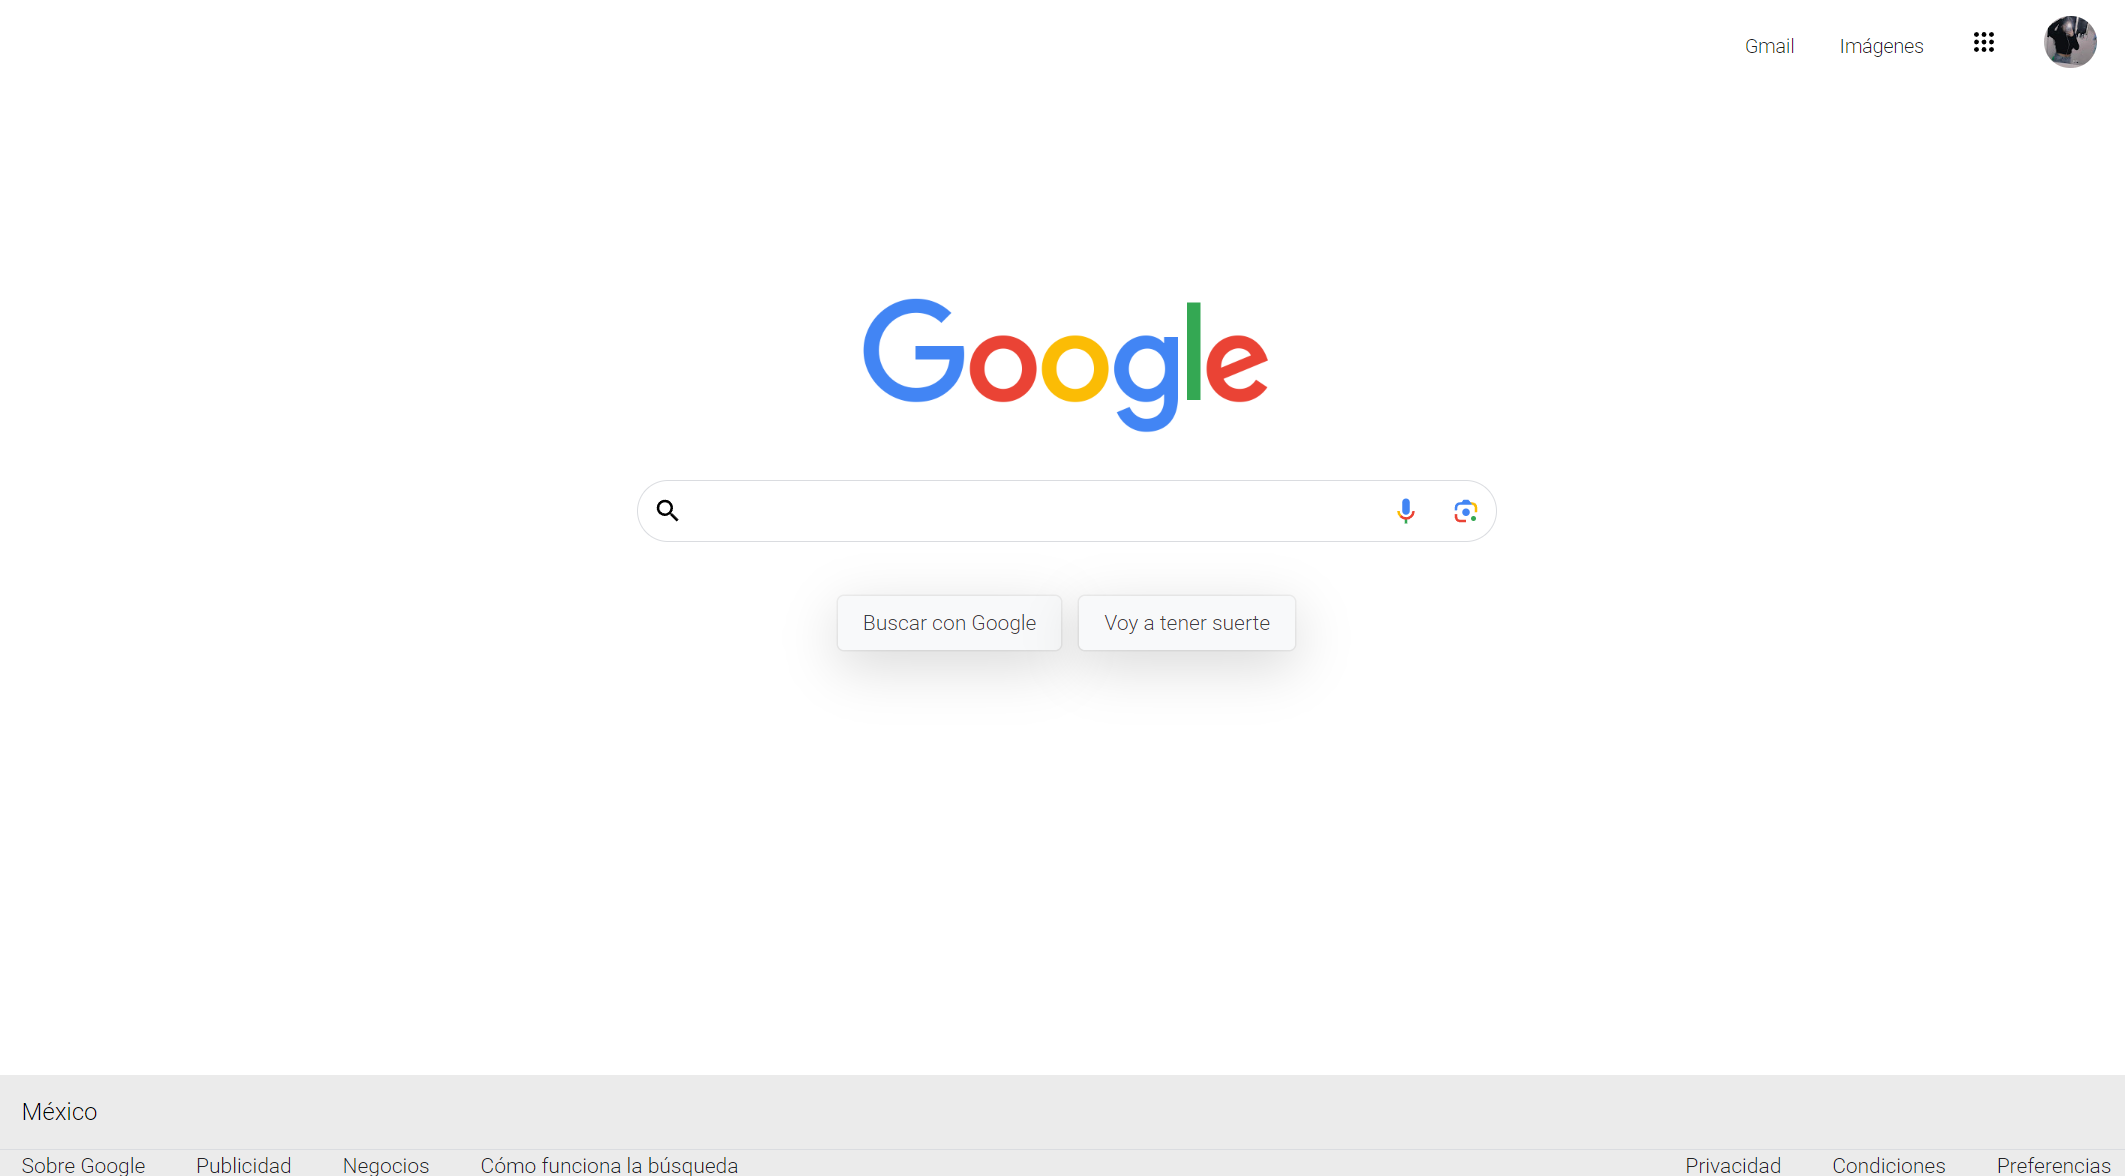 Gmail Imágenes
Google
Buscar con Google Voy a tener suerte
México
Sobre Google Publicidad Negocios Cómo funciona la búsqueda Privacidad Condiciones Preferencias